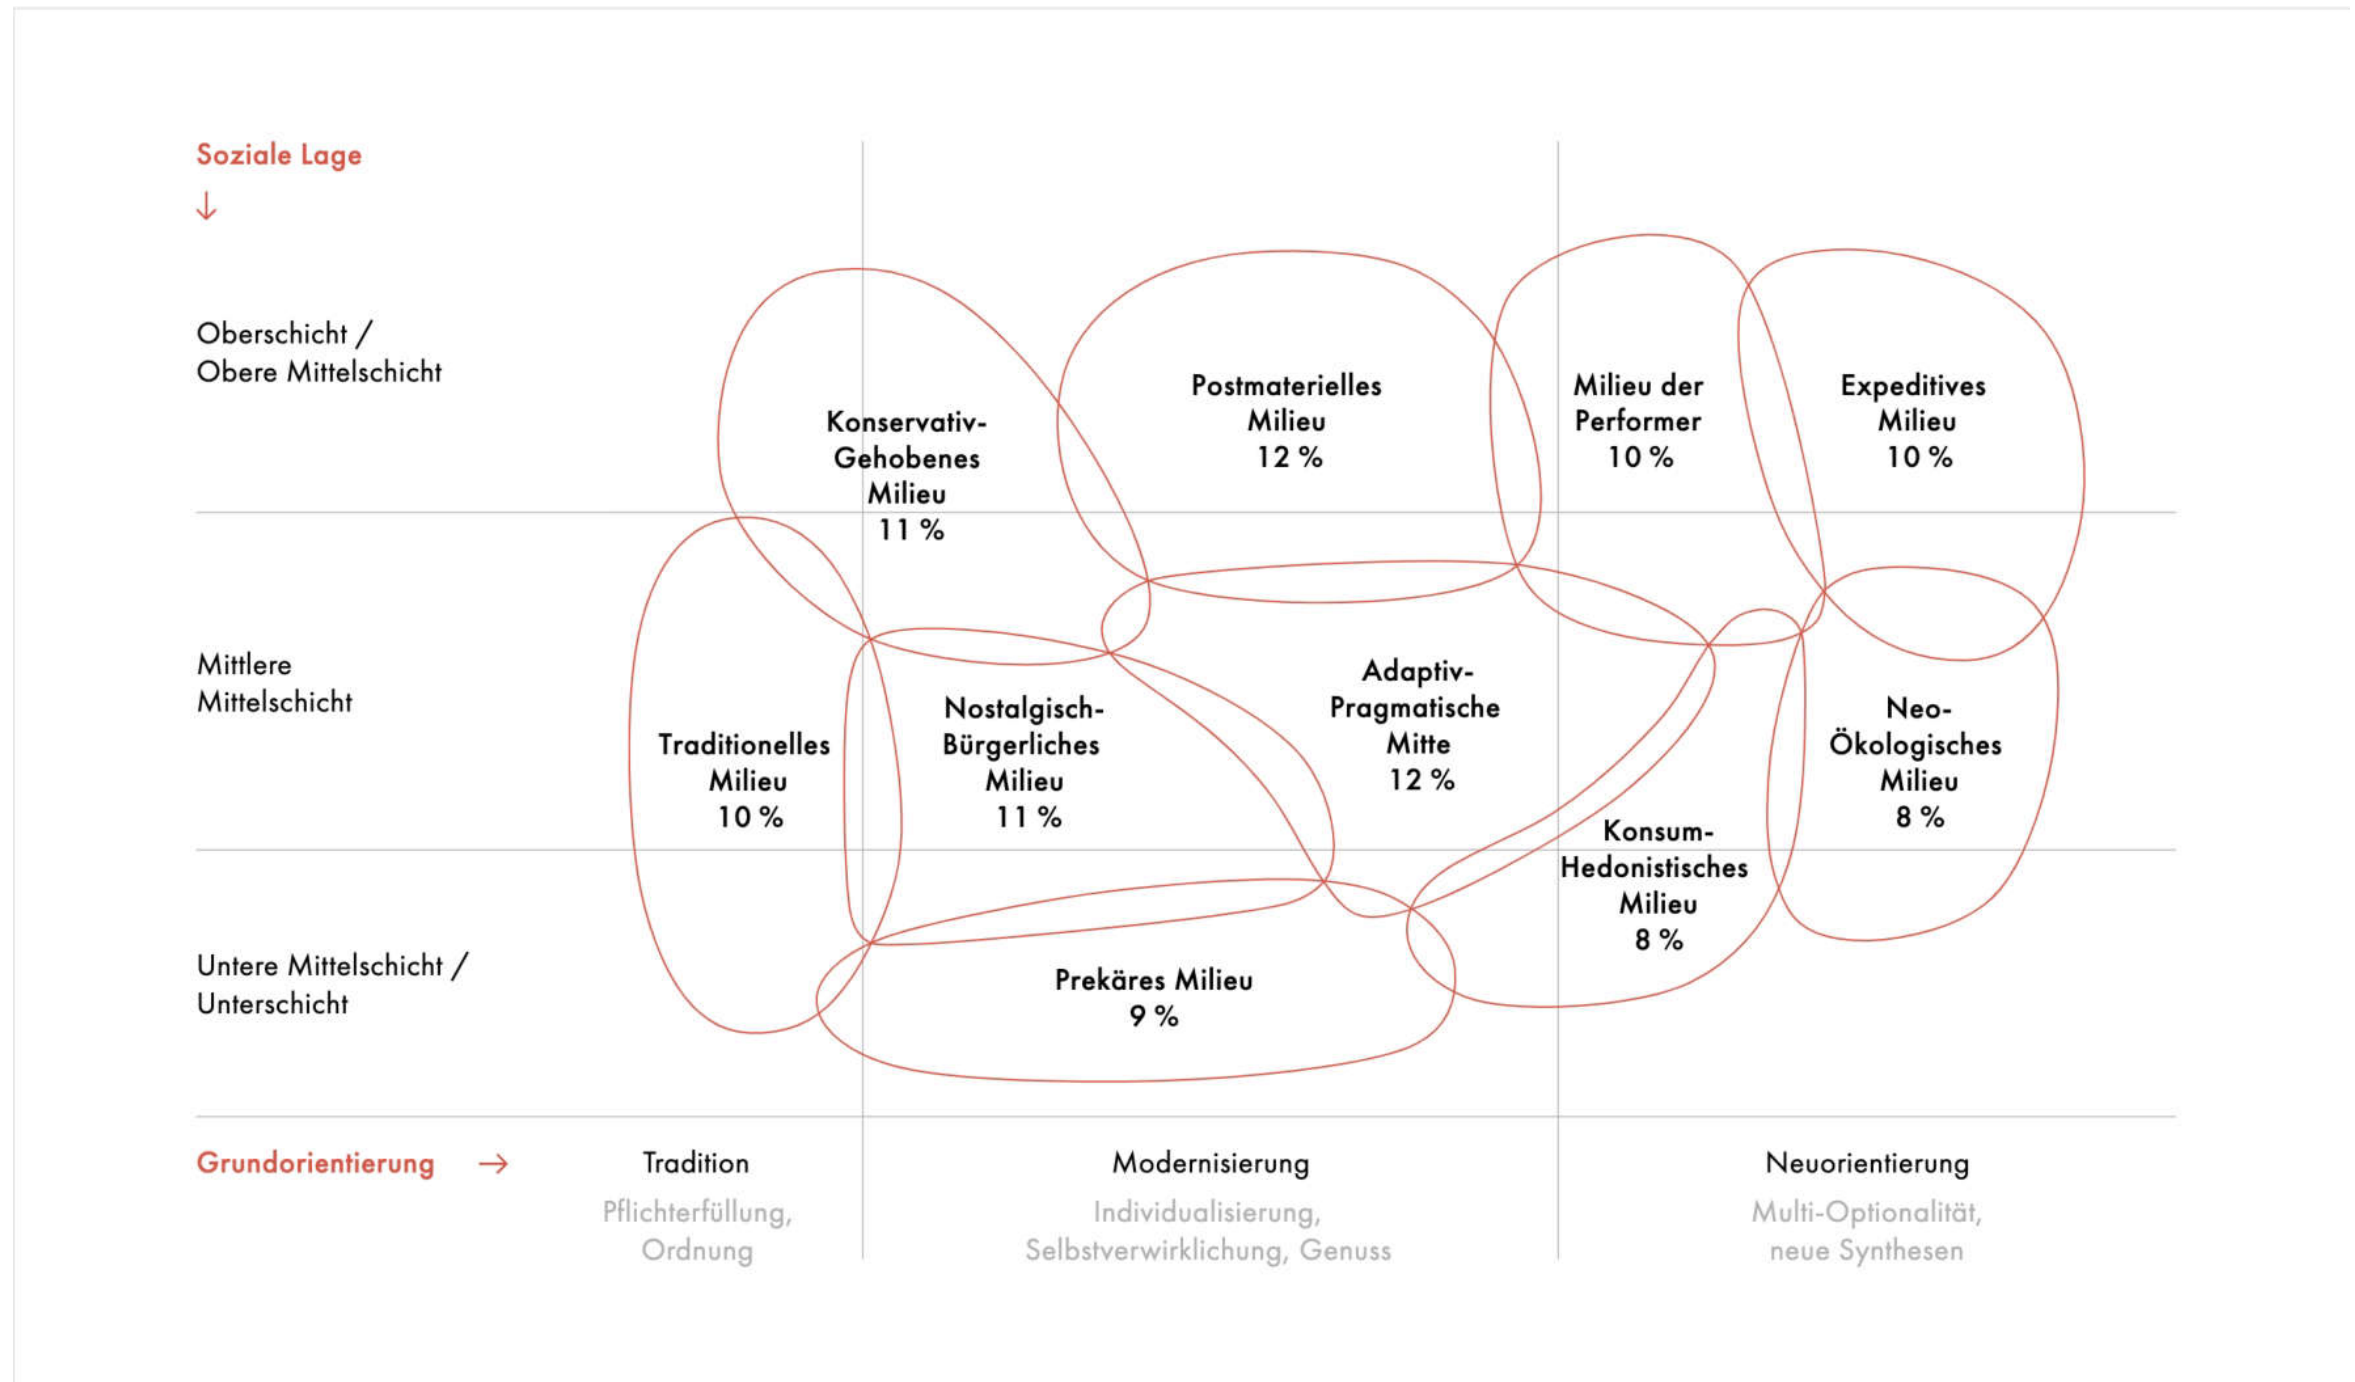 Soziale Lage
↓
Oberschicht /
Obere Mittelschicht
Konservativ-
Gehobenes
Milieu
11 %
Postmaterielles
Milieu
12 %
Milieu der
Performer
10 %
Expeditives
Milieu
10 %
Mittlere
Mittelschicht
Traditionelles
Milieu
10 %
Nostalgisch-
Bürgerliches
Milieu
11 %
Adaptiv-
Pragmatische
Mitte
12 %
Konsum-
Hedonistisches
Milieu
8 %
Neo-
Ökologisches
Milieu
8 %
Untere Mittelschicht /
Unterschicht
Prekäres Milieu
9 %
Grundorientierung →
Tradition
Pflichterfüllung,
Ordnung
Modernisierung
Individualisierung,
Selbstverwirklichung, Genuss
Neuorientierung
Multi-Optionalität,
neue Synthesen